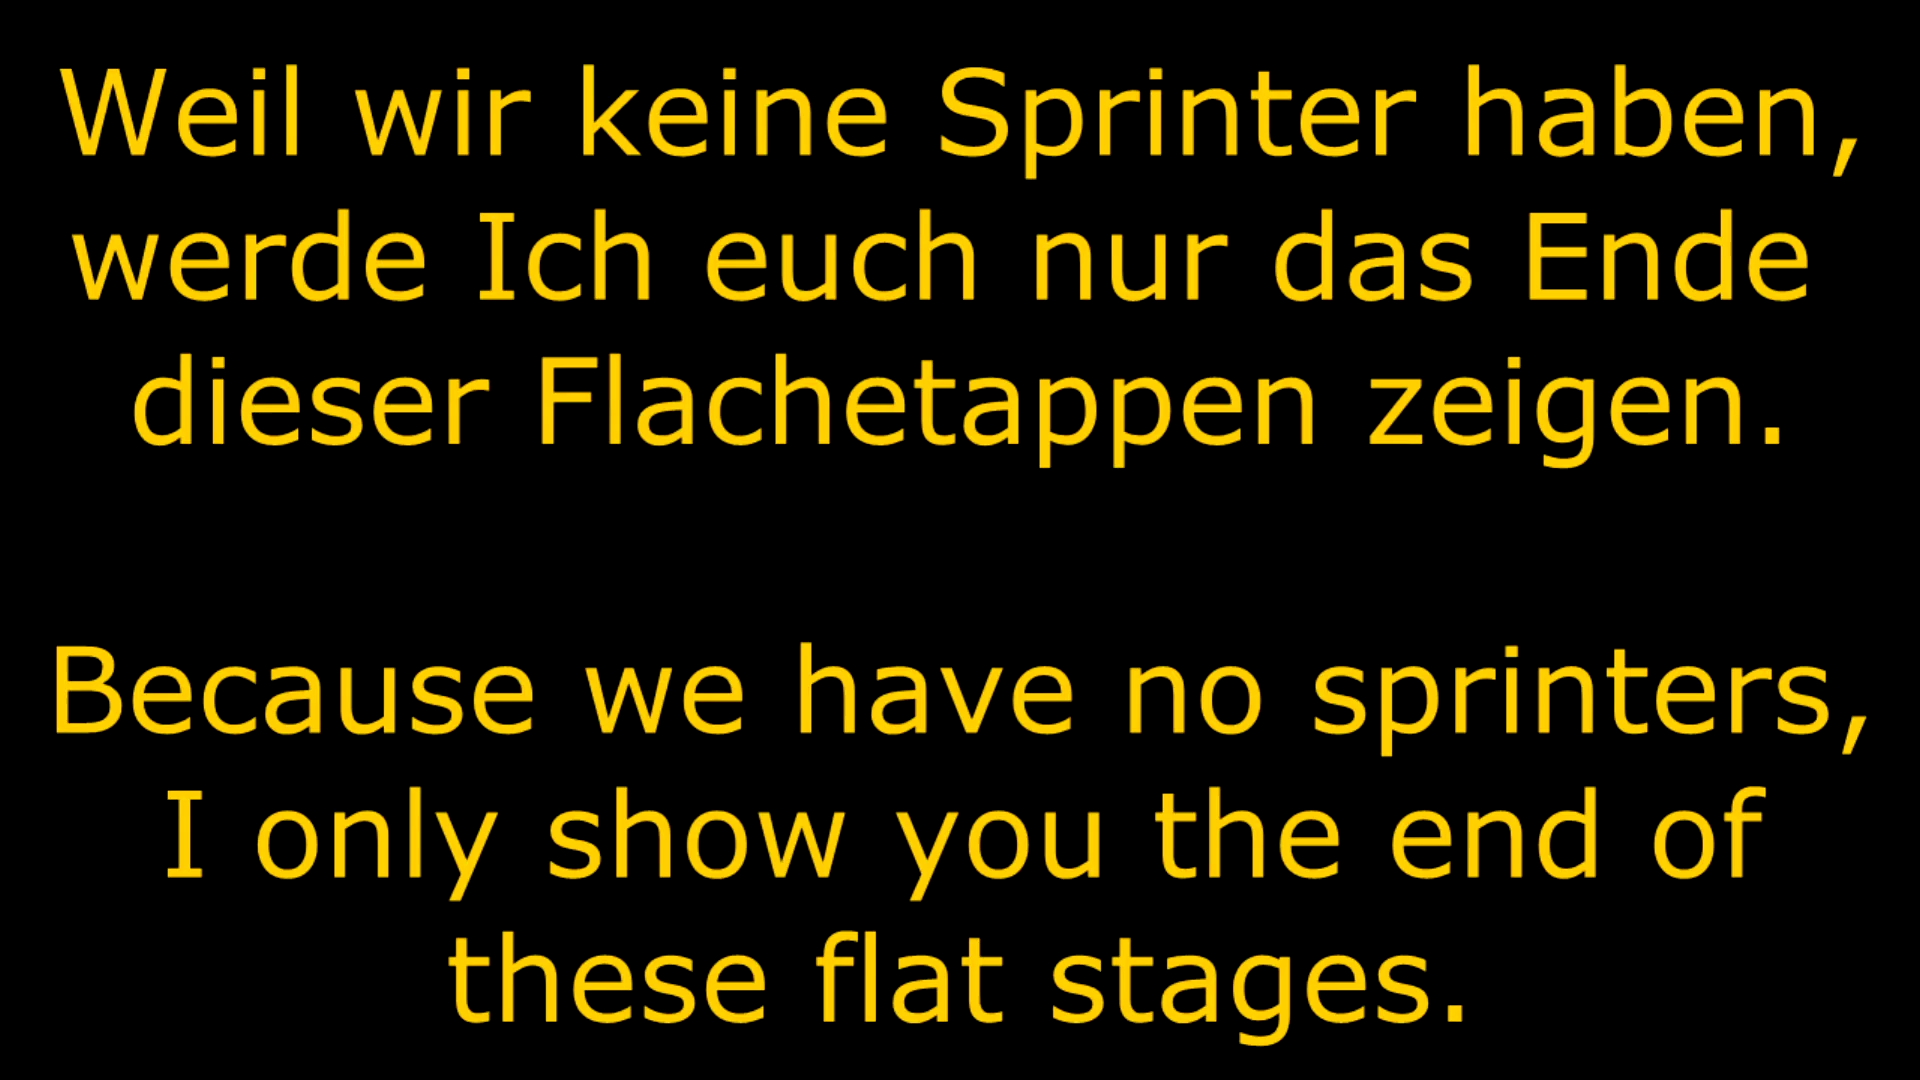 Weil wir keine Sprinter haben,
werde Ich euch nur das Ende
dieser Flachetappen zeigen.
Because we have no sprinters,
I only show you the end of
these flat stages.